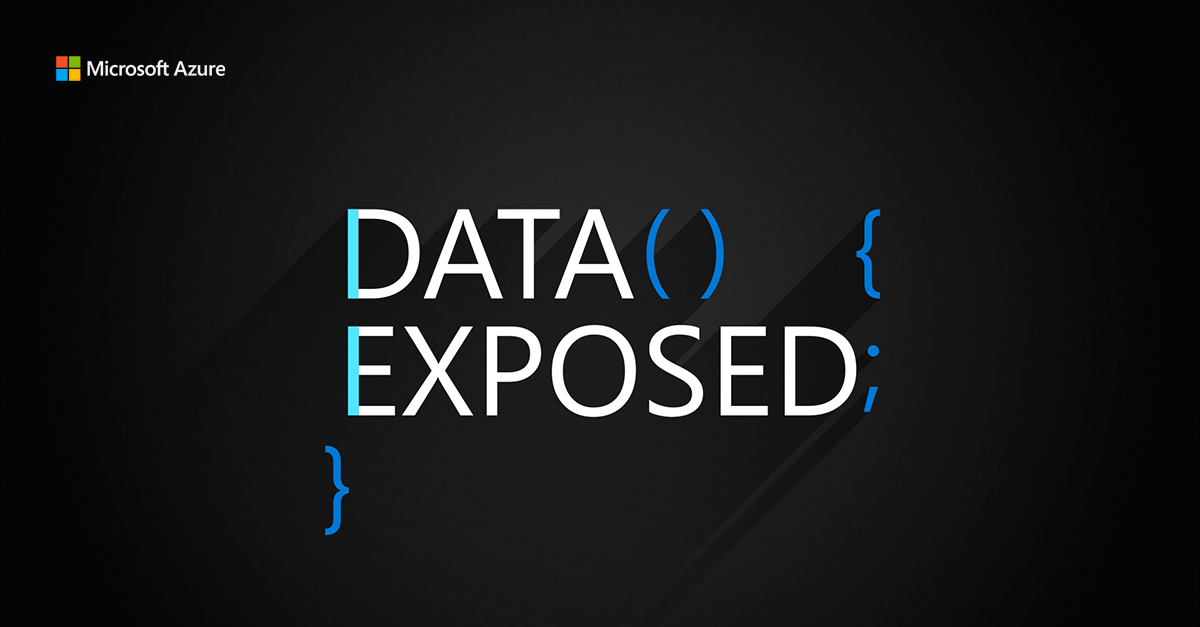 Microsoft Azure
DATA() {
EXPOSED;
}